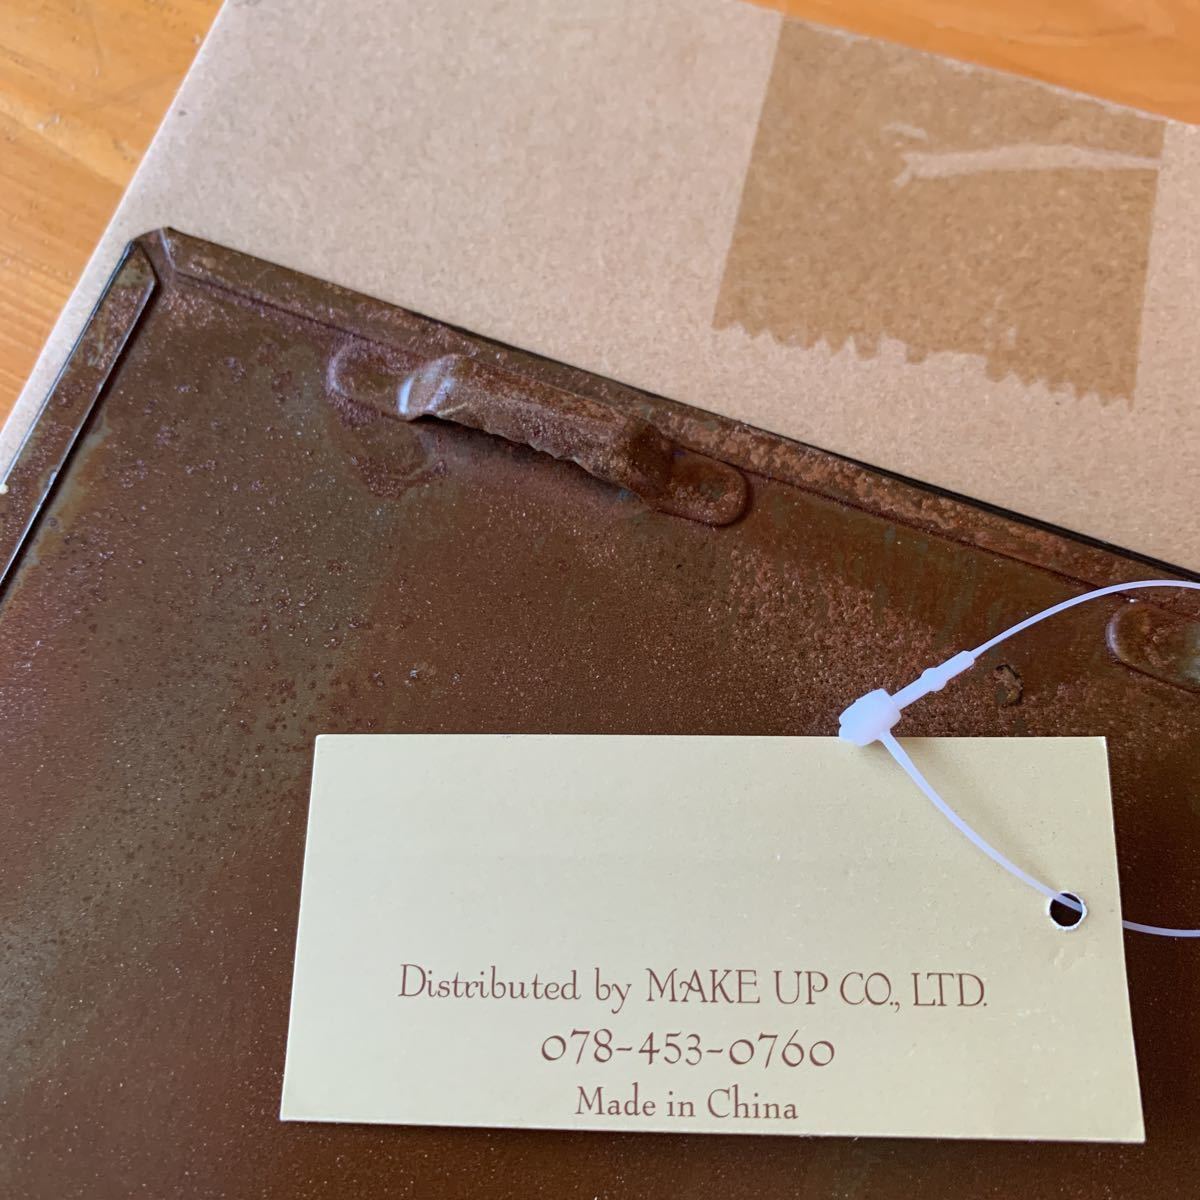 Distributed by MAKE UP CO., LTD.
078-453-0760
Made in China